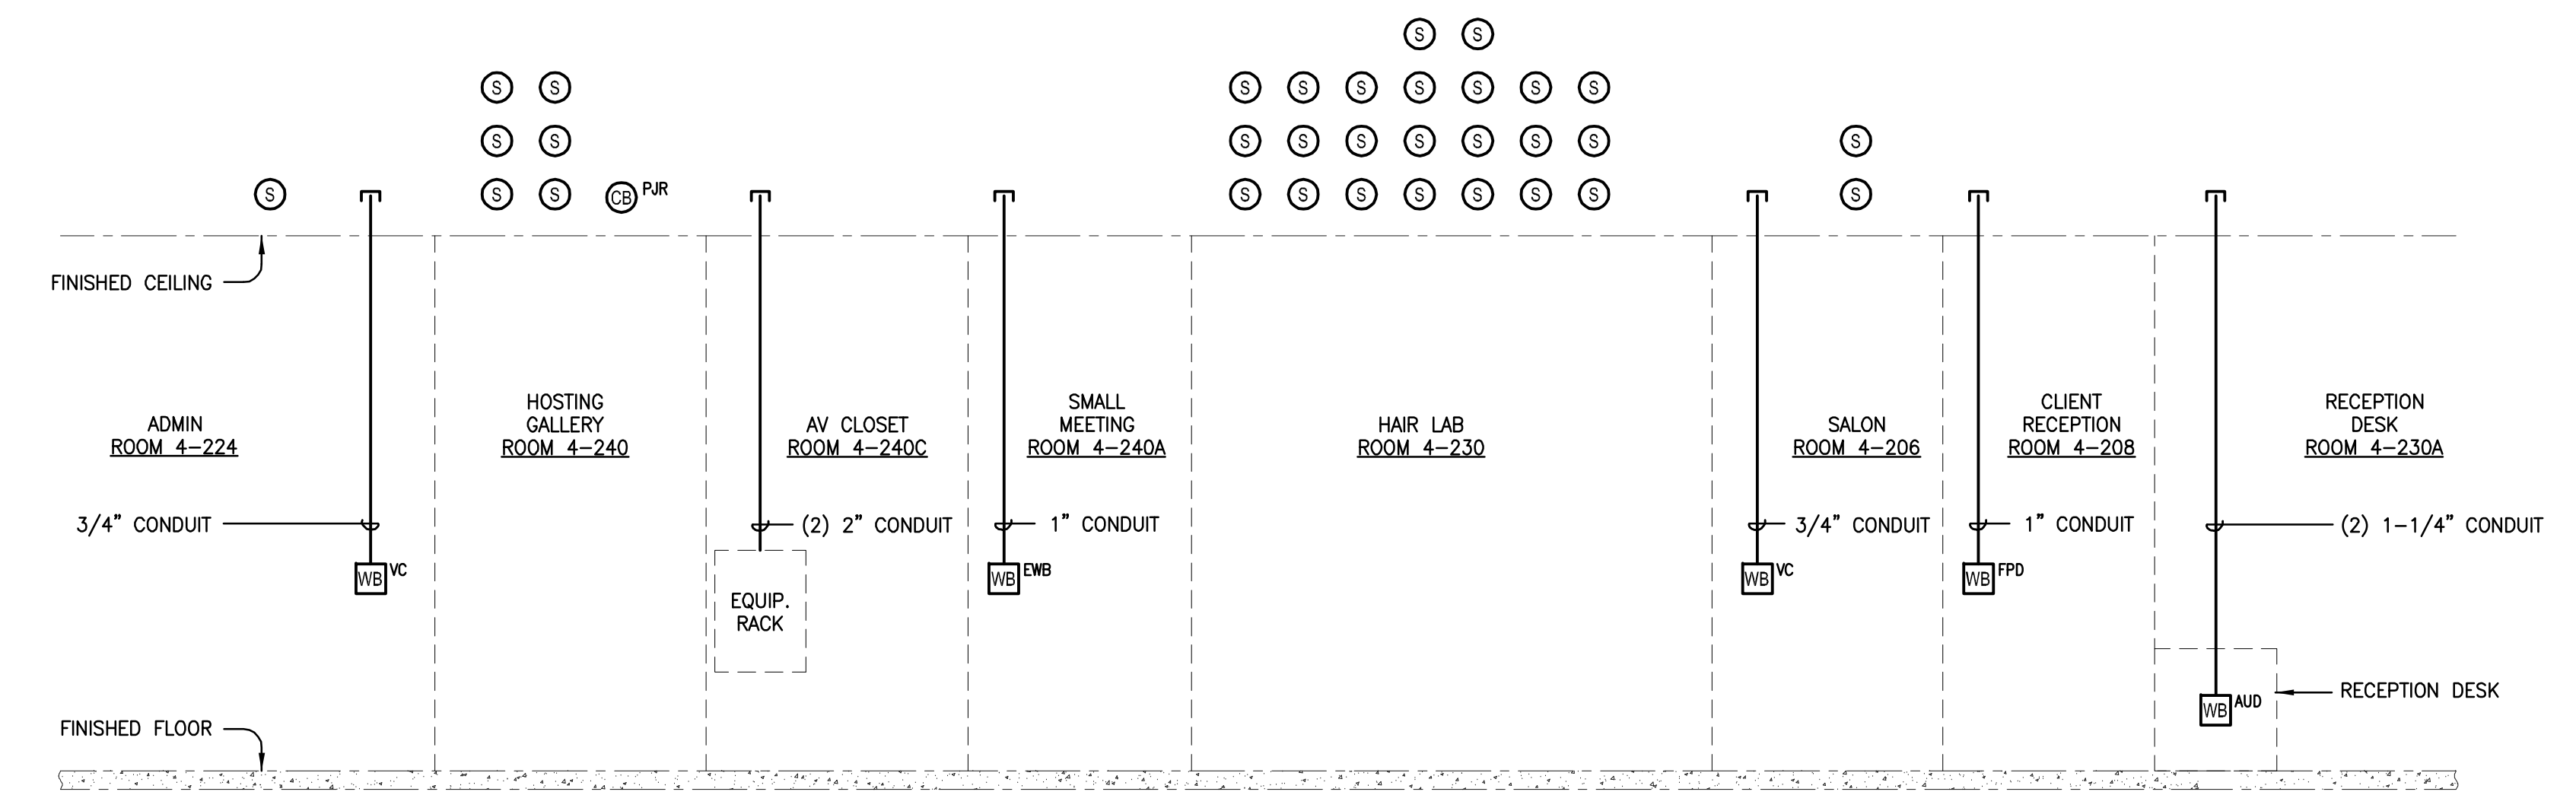 S S
S S S S S S S S S
S S S S S S S S S S
S S S CB PJR S S S S S S S S
FINISHED CEILING
ADMIN
ROOM 4-224
HOSTING
GALLERY
ROOM 4-240
AV CLOSET
ROOM 4-240C
SMALL
MEETING
ROOM 4-240A
HAIR LAB
ROOM 4-230
SALON
ROOM 4-206
CLIENT
RECEPTION
ROOM 4-208
RECEPTION
DESK
ROOM 4-230A
3/4" CONDUIT
(2) 2" CONDUIT
1" CONDUIT
3/4" CONDUIT
1" CONDUIT
(2) 1-1/4" CONDUIT
WB VC
EQUIP.
RACK
WB EWB
WB VC
WB FPD
WB AUD
RECEPTION DESK
FINISHED FLOOR